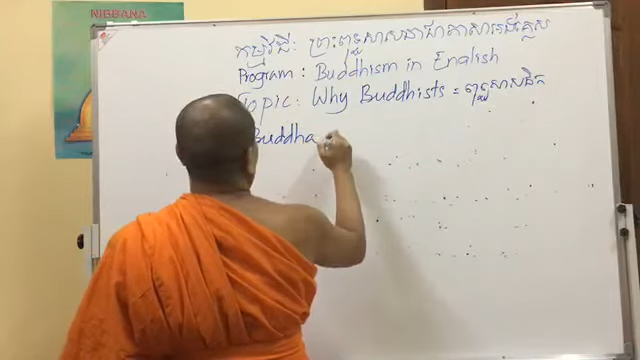 NIBBANA
កម្មវិធី: ព្រះពុទ្ធសាសនាជាភាសាអង់គ្លេស
Program: Buddhism in English
Topic: Why Buddhists = ពុទ្ធសាសនិក
Buddha